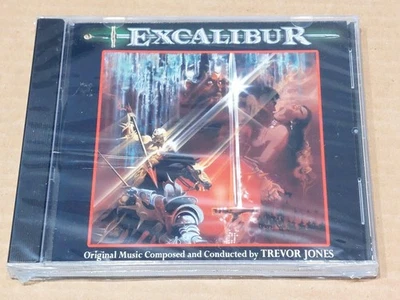 EXCALIBUR
Original Music Composed and Conducted by TREVOR JONES